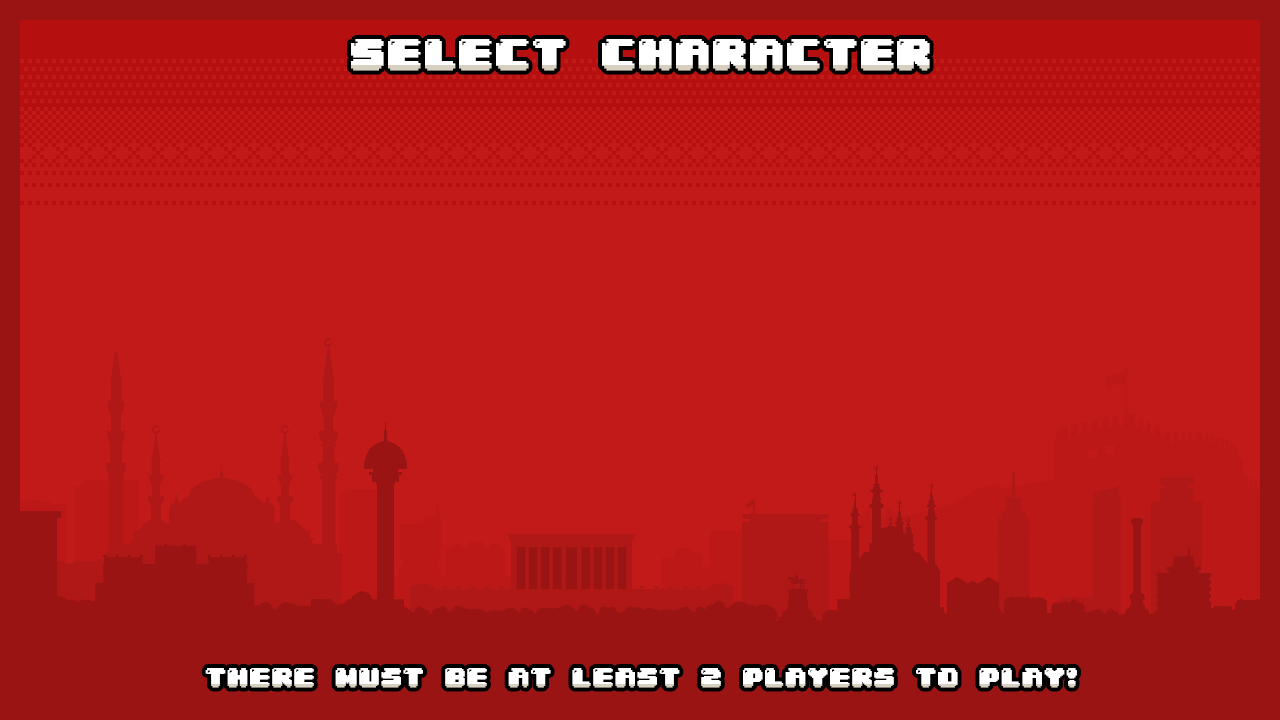 SELECT CHARACTER
THERE MUST BE AT LEAST 2 PLAYERS TO PLAY!